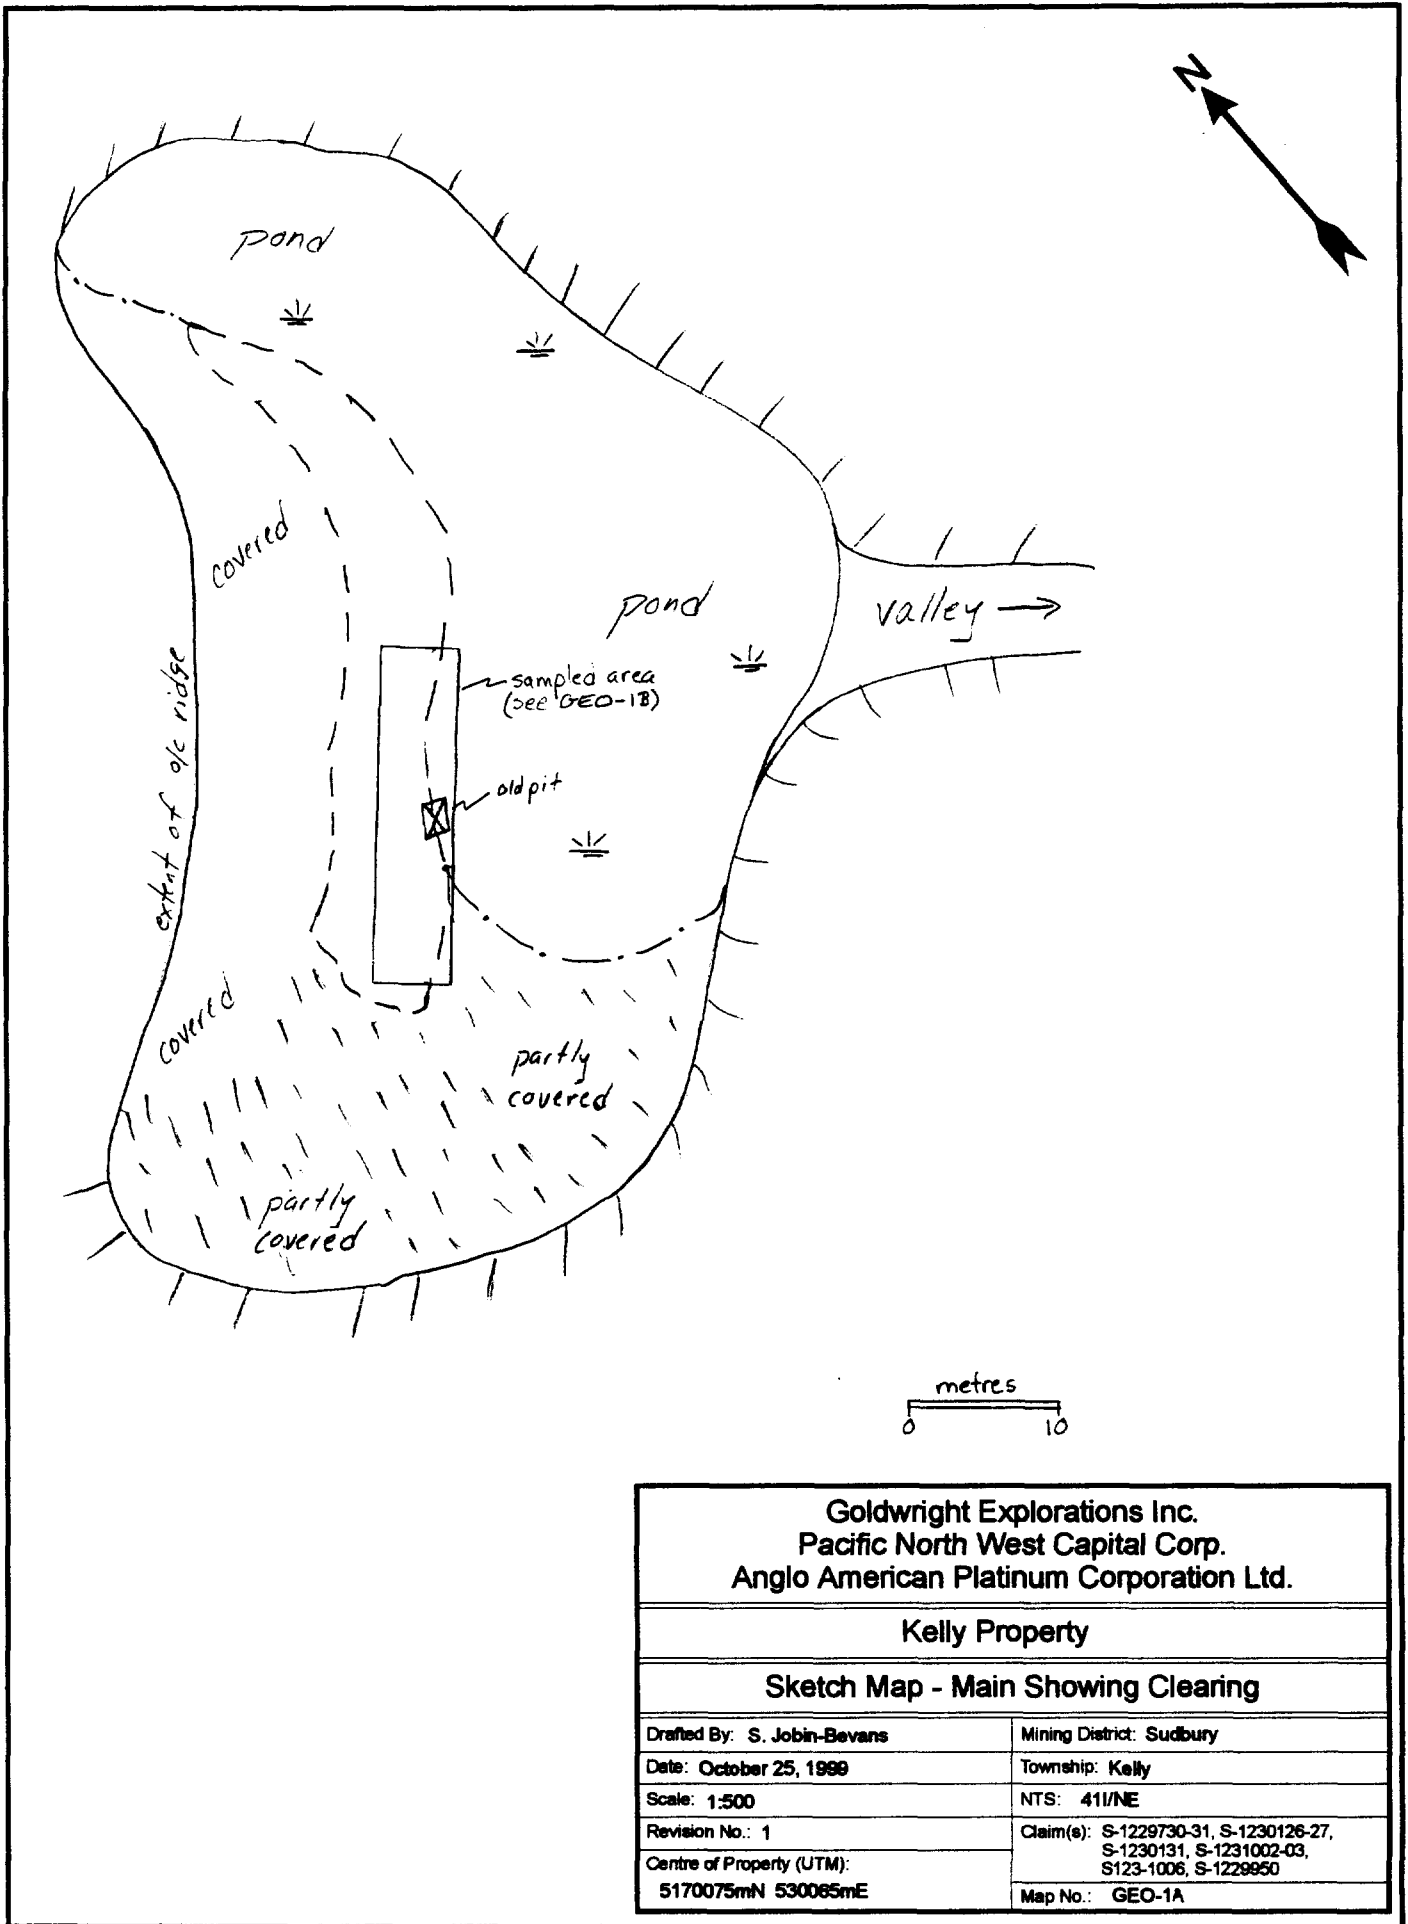 N
pond
covered
pond
valley
sampled area
(see GEO-1B)
extent of o/c ridge
old pit
covered
partly
covered
partly
covered
metres
0 10
Goldwright Explorations Inc.
Pacific North West Capital Corp.
Anglo American Platinum Corporation Ltd.
Kelly Property
Sketch Map - Main Showing Clearing
Drafted By: S. Jobin-Bevans
Mining District: Sudbury
Date: October 25, 1999
Township: Kelly
Scale: 1:500
NTS: 41I/NE
Revision No.: 1
Claim(s): S-1229730-31, S-1230126-27,
S-1230131, S-1231002-03,
S123-1006, S-1229950
Centre of Property (UTM):
5170075mN 530065mE
Map No.: GEO-1A